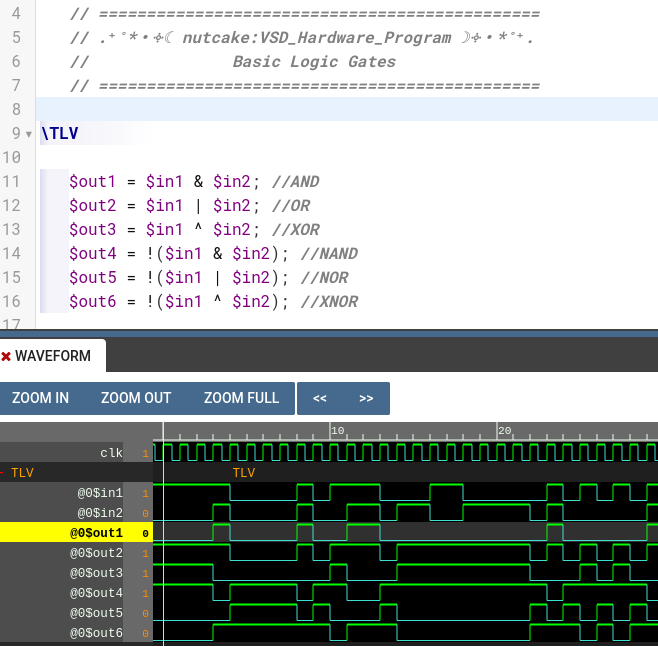 4 // ==============================================
5 // .⁺˚*•✢☾ nutcake:VSD_Hardware_Program ☽✢•*˚⁺.
6 // Basic Logic Gates
7 // ==============================================
8
9 \TLV
10
11 $out1 = $in1 & $in2; //AND
12 $out2 = $in1 | $in2; //OR
13 $out3 = $in1 ^ $in2; //XOR
14 $out4 = !($in1 & $in2); //NAND
15 $out5 = !($in1 | $in2); //NOR
16 $out6 = !($in1 ^ $in2); //XNOR
17
WAVEFORM
ZOOM IN ZOOM OUT ZOOM FULL << >>
10 20
clk 1
TLV TLV
@0$in1 1
@0$in2 0
@0$out1 0
@0$out2 1
@0$out3 1
@0$out4 1
@0$out5 0
@0$out6 0